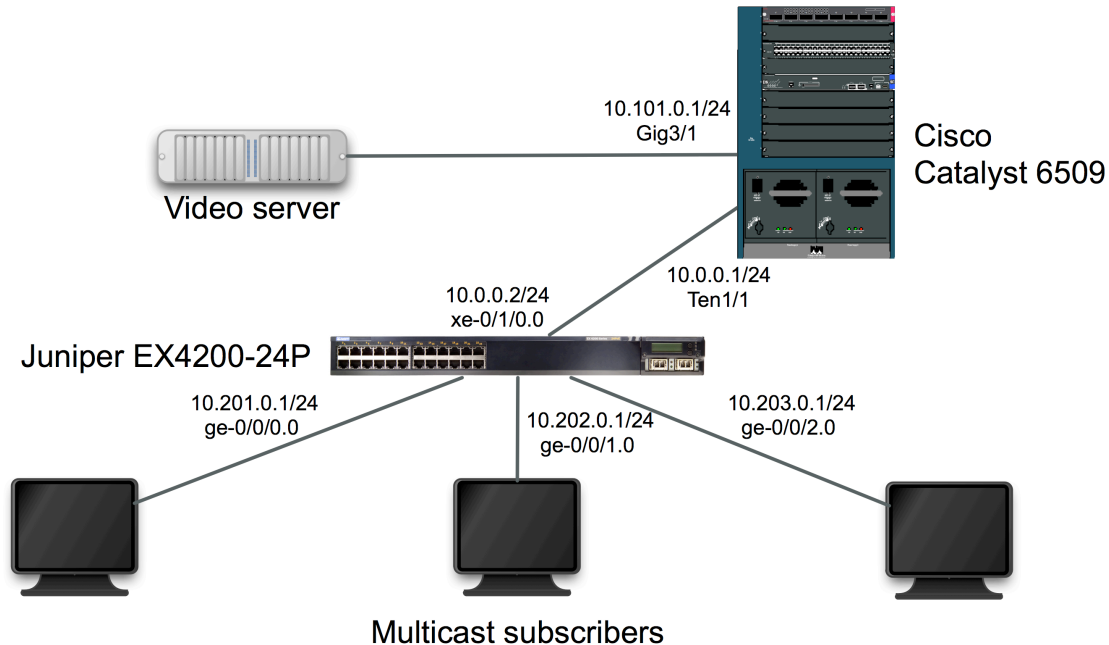 10.101.0.1/24
Gig3/1
Cisco
Catalyst 6509
Video server
10.0.0.1/24
Ten1/1
10.0.0.2/24
xe-0/1/0.0
Juniper EX4200-24P
10.201.0.1/24
ge-0/0/0.0
10.202.0.1/24
ge-0/0/1.0
10.203.0.1/24
ge-0/0/2.0
Multicast subscribers